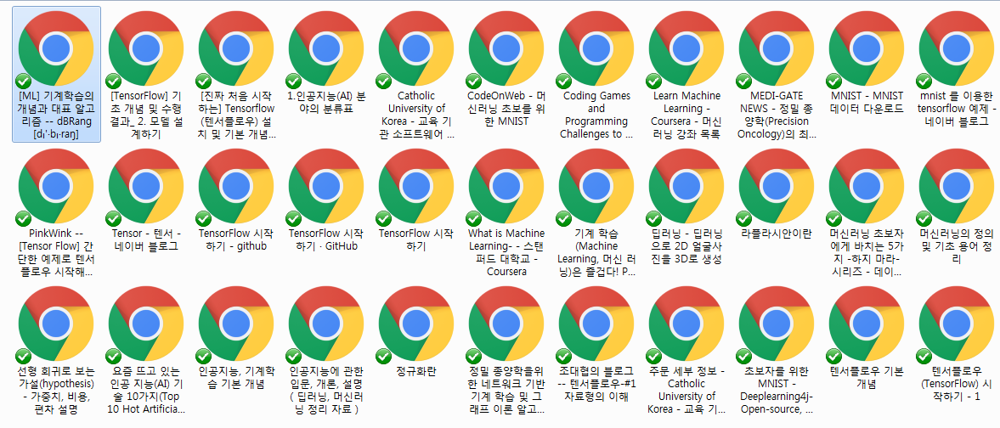 [ML] 기계학습의
개념과 대표 알고
리즘 -- dBRang
[dı'·bı·raŋ]
[TensorFlow] 기
초 개념 및 수행
결과_ 2. 모델 설
계하기
[진짜 처음 시작
하는] Tensorflow
(텐서플로우) 설
치 및 기본 개념...
1.인공지능(AI) 분
야의 분류표
Catholic
University of
Korea - 교육 기
관 소프트웨어 ...
CodeOnWeb - 머
신러닝 초보를 위
한 MNIST
Coding Games
and
Programming
Challenges to ...
Learn Machine
Learning -
Coursera - 머신
러닝 강좌 목록
MEDI-GATE
NEWS - 정밀 종
양학(Precision
Oncology)의 최...
MNIST - MNIST
데이터 다운로드
mnist 를 이용한
tensorflow 예제 -
네이버 블로그
PinkWink --
[Tensor Flow] 간
단한 예제로 텐서
플로우 시작해...
Tensor - 텐서 -
네이버 블로그
TensorFlow 시작
하기 - github
TensorFlow 시작
하기 · GitHub
TensorFlow 시작
하기
What is Machine
Learning- - 스탠
퍼드 대학교 -
Coursera
기계 학습
(Machine
Learning, 머신 러
닝)은 즐겁다! P...
딥러닝 - 딥러닝
으로 2D 얼굴사
진을 3D로 생성
라플라시안이란
머신러닝 초보자
에게 바치는 5가
지 -하지 마라-
시리즈 - 데이...
머신러닝의 정의
및 기초 용어 정
리
선형 회귀로 보는
가설(hypothesis)
- 가중치, 비용,
편차 설명
요즘 뜨고 있는
인공 지능(AI) 기
술 10가지(Top
10 Hot Artificia...
인공지능, 기계학
습 기본 개념
인공지능에 관한
입문, 개론, 설명
( 딥러닝, 머신러
닝 정리 자료 )
정규화란
정밀 종양학을위
한 네트워크 기반
기계 학습 및 그
래프 이론 알고...
조대협의 블로그
-- 텐서플로우-#1
자료형의 이해
주문 세부 정보 -
Catholic
University of
Korea - 교육 기...
초보자를 위한
MNIST -
Deeplearning4j-
Open-source, ...
텐서플로우 기본
개념
텐서플로우
(TensorFlow) 시
작하기 - 1